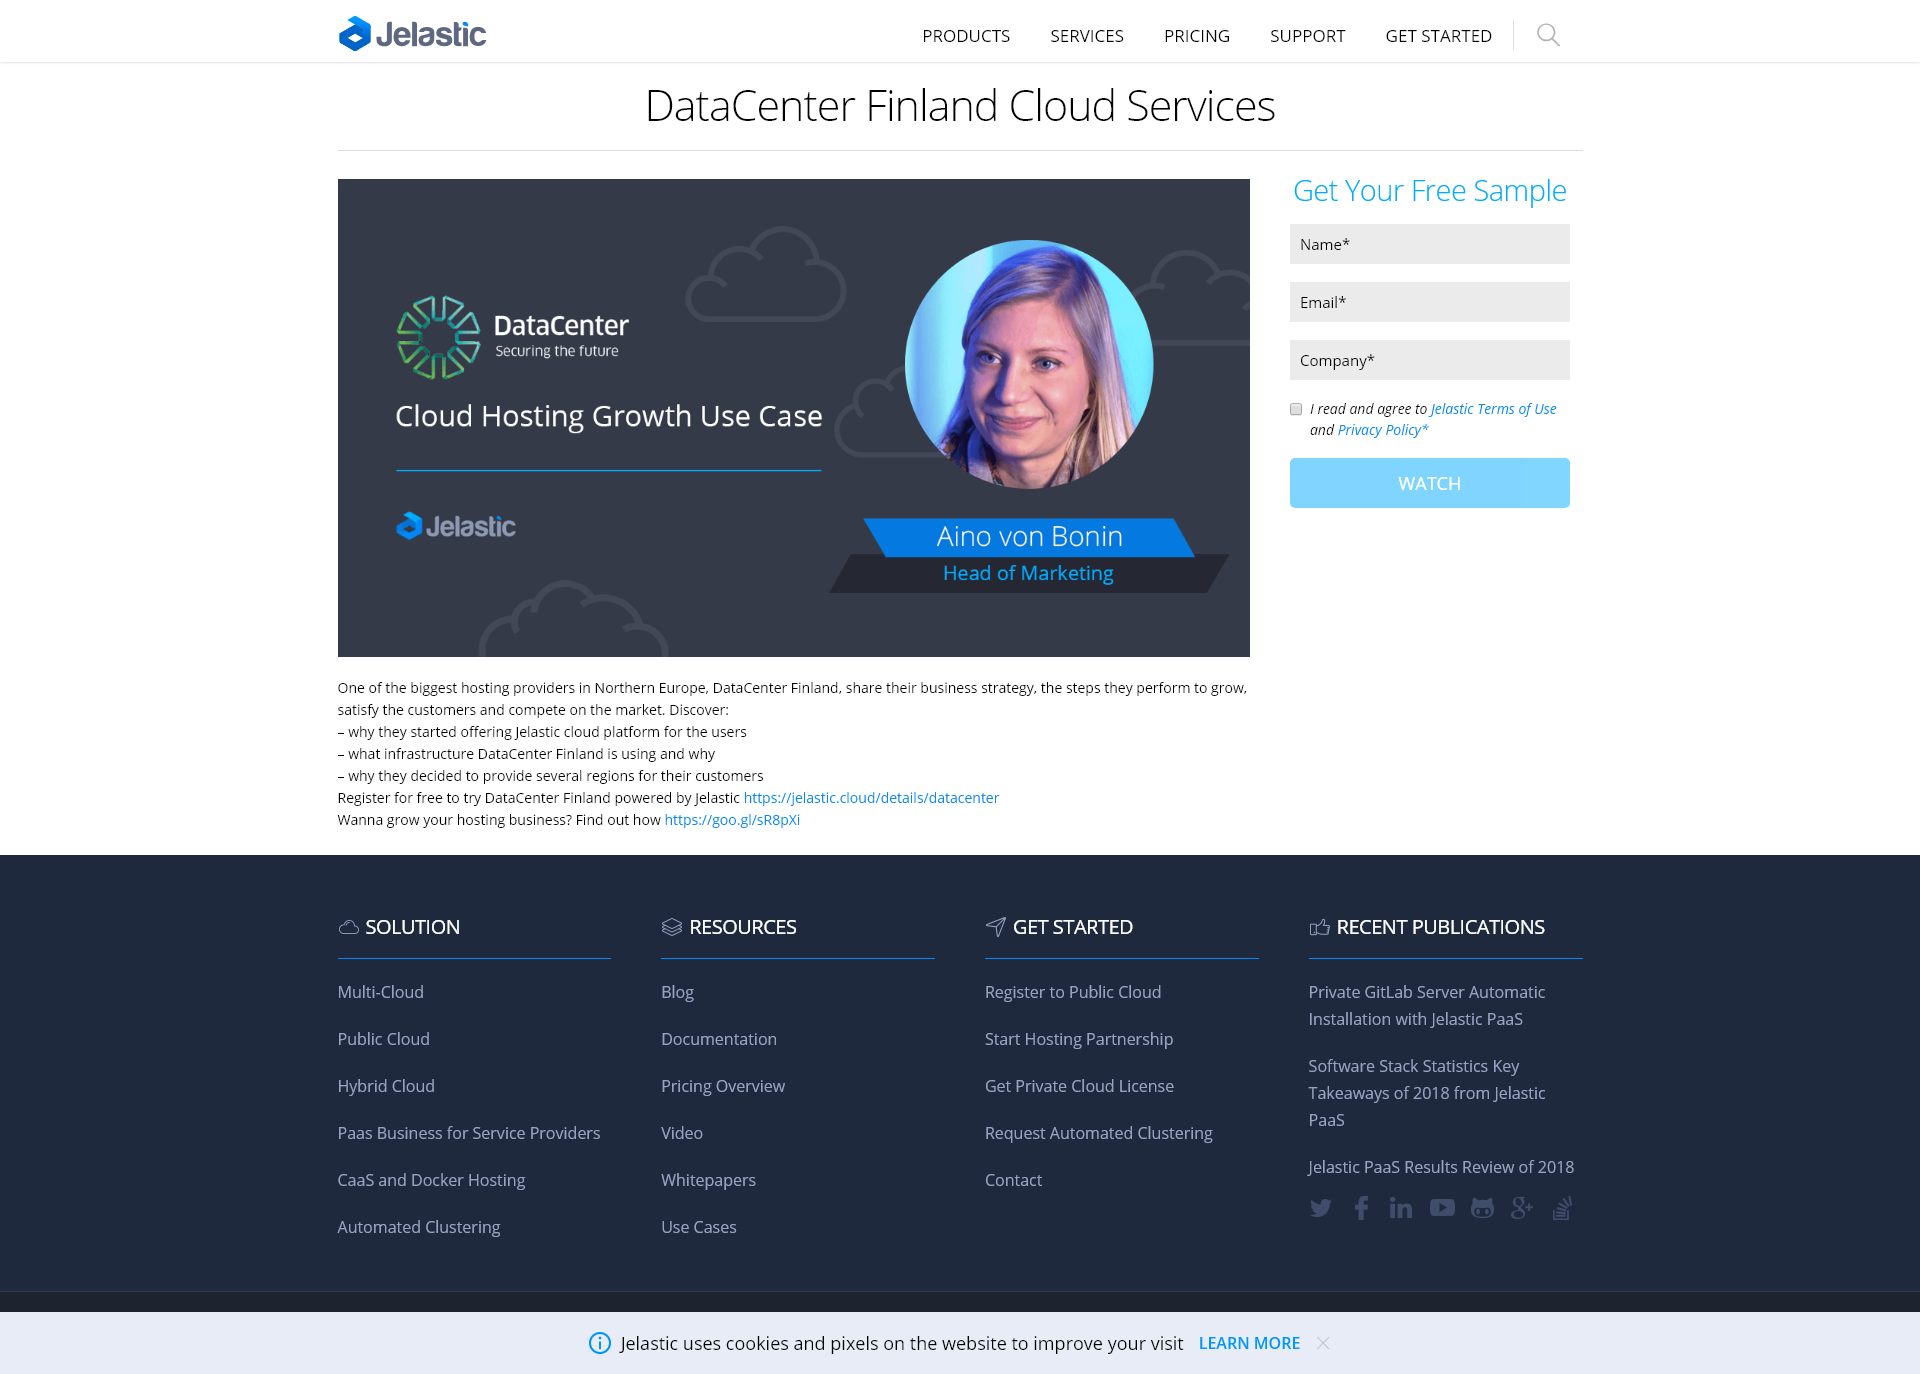 Jelastic
PRODUCTS
SERVICES
PRICING
SUPPORT
GET STARTED
DataCenter Finland Cloud Services
DataCenter
Securing the future
Cloud Hosting Growth Use Case
Jelastic
Aino von Bonin
Head of Marketing
Get Your Free Sample
Name*
Email*
Company*
I read and agree to Jelastic Terms of Use
and Privacy Policy*
WATCH
One of the biggest hosting providers in Northern Europe, DataCenter Finland, share their business strategy, the steps they perform to grow,
satisfy the customers and compete on the market. Discover:
– why they started offering Jelastic cloud platform for the users
– what infrastructure DataCenter Finland is using and why
– why they decided to provide several regions for their customers
Register for free to try DataCenter Finland powered by Jelastic https://jelastic.cloud/details/datacenter
Wanna grow your hosting business? Find out how https://goo.gl/sR8pXi
SOLUTION
Multi-Cloud
Public Cloud
Hybrid Cloud
Paas Business for Service Providers
CaaS and Docker Hosting
Automated Clustering
RESOURCES
Blog
Documentation
Pricing Overview
Video
Whitepapers
Use Cases
GET STARTED
Register to Public Cloud
Start Hosting Partnership
Get Private Cloud License
Request Automated Clustering
Contact
RECENT PUBLICATIONS
Private GitLab Server Automatic
Installation with Jelastic PaaS
Software Stack Statistics Key
Takeaways of 2018 from Jelastic
PaaS
Jelastic PaaS Results Review of 2018
Jelastic uses cookies and pixels on the website to improve your visit LEARN MORE